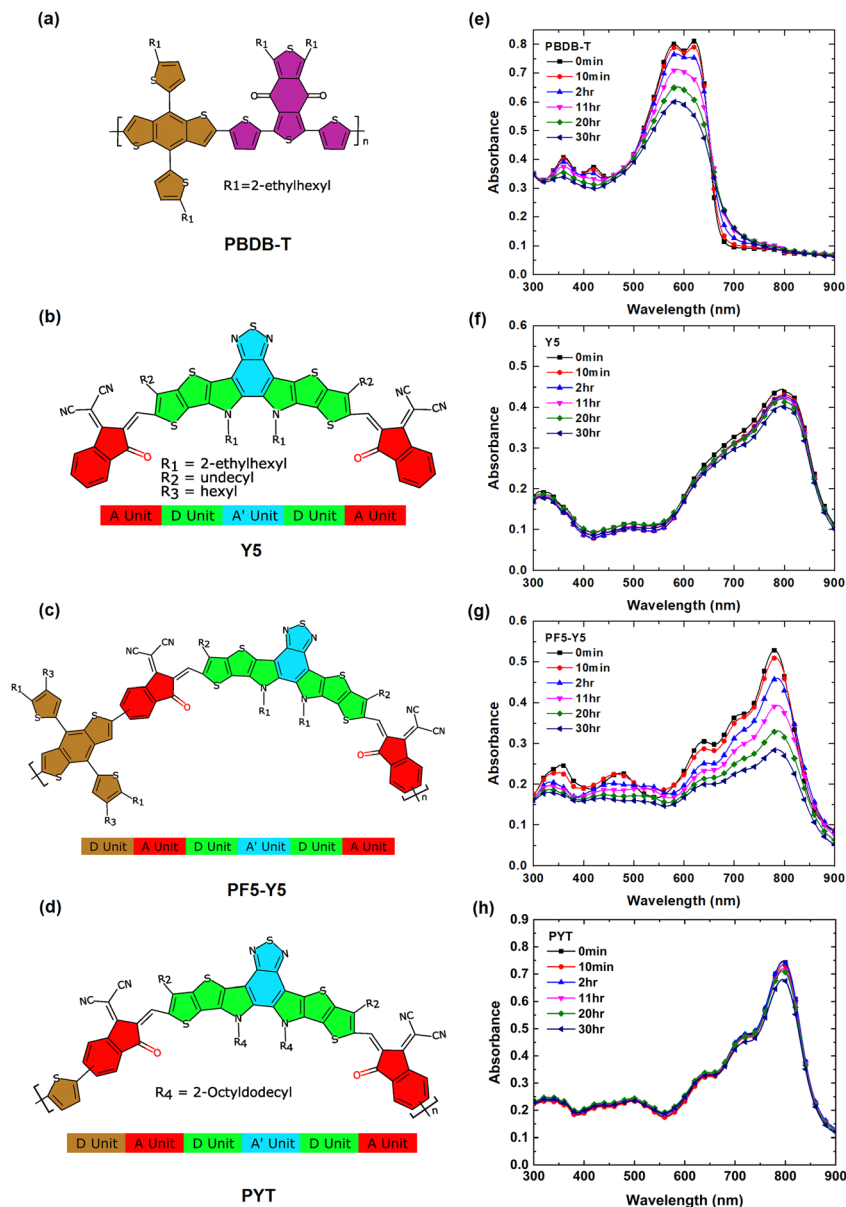 (a)
R1
R1
R1
S
S
S
S
S
S
S
S
O
O
n
R1
R1=2-ethylhexyl
PBDB-T
(b)
S
N
N
R2
R2
S
S
S
S
N
N
R1
R1
NC
CN
NC
CN
O
O
R1 = 2-ethylhexyl
R2 = undecyl
R3 = hexyl
A Unit D Unit A' Unit D Unit A Unit
Y5
(c)
S
N
N
NC
CN
R2
R2
S
S
S
S
N
N
R1
R1
O
O
NC
CN
R1
R3
S
S
S
S
R1
R3
n
D Unit A Unit D Unit A' Unit D Unit A Unit
PF5-Y5
(d)
S
N
N
NC
CN
R2
R2
S
S
S
S
N
N
R4
R4
O
O
NC
CN
S
n
R4 = 2-Octyldodecyl
D Unit A Unit D Unit A' Unit D Unit A Unit
PYT
(e)
PBDB-T
0min
10min
2hr
11hr
20hr
30hr
Absorbance
0.8
0.7
0.6
0.5
0.4
0.3
0.2
0.1
0.0
300 400 500 600 700 800 900
Wavelength (nm)
(f)
Y5
0min
10min
2hr
11hr
20hr
30hr
Absorbance
0.6
0.5
0.4
0.3
0.2
0.1
0.0
300 400 500 600 700 800 900
Wavelength (nm)
(g)
PF5-Y5
0min
10min
2hr
11hr
20hr
30hr
Absorbance
0.6
0.5
0.4
0.3
0.2
0.1
0.0
300 400 500 600 700 800 900
Wavelength (nm)
(h)
PYT
0min
10min
2hr
11hr
20hr
30hr
Absorbance
0.9
0.8
0.7
0.6
0.5
0.4
0.3
0.2
0.1
0.0
300 400 500 600 700 800 900
Wavelength (nm)